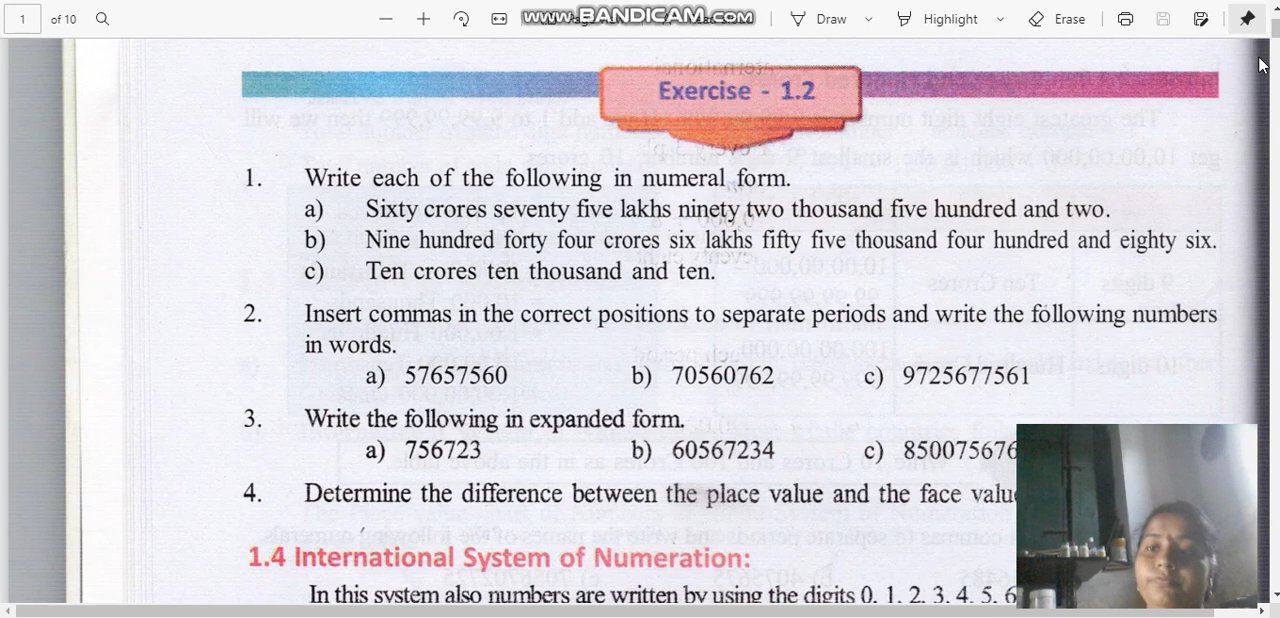 1 of 10 Draw Highlight Erase
www.BANDICAM.com
Exercise - 1.2
1. Write each of the following in numeral form.
a) Sixty crores seventy five lakhs ninety two thousand five hundred and two.
b) Nine hundred forty four crores six lakhs fifty five thousand four hundred and eighty six.
c) Ten crores ten thousand and ten.
2. Insert commas in the correct positions to separate periods and write the following numbers
in words.
a) 57657560 b) 70560762 c) 9725677561
3. Write the following in expanded form.
a) 756723 b) 60567234 c) 850075676
4. Determine the difference between the place value and the face
1.4 International System of Numeration:
In this system also numbers are written by using the digits 0, 1, 2, 3, 4, 5, 6